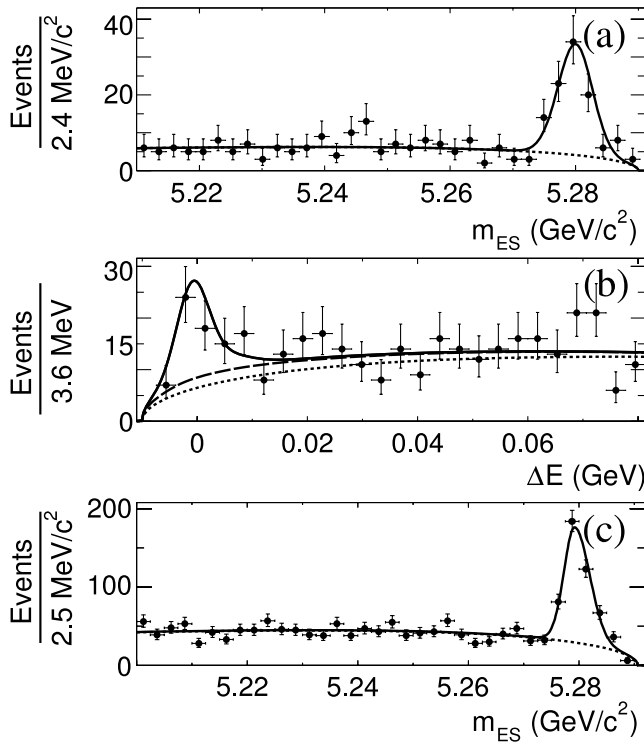 Events
2.4 MeV/c²
40
20
0
(a)
5.22
5.24
5.26
5.28
m_ES (GeV/c²)
Events
3.6 MeV
30
15
0
(b)
0
0.02
0.04
0.06
ΔE (GeV)
Events
2.5 MeV/c²
200
100
0
(c)
5.22
5.24
5.26
5.28
m_ES (GeV/c²)